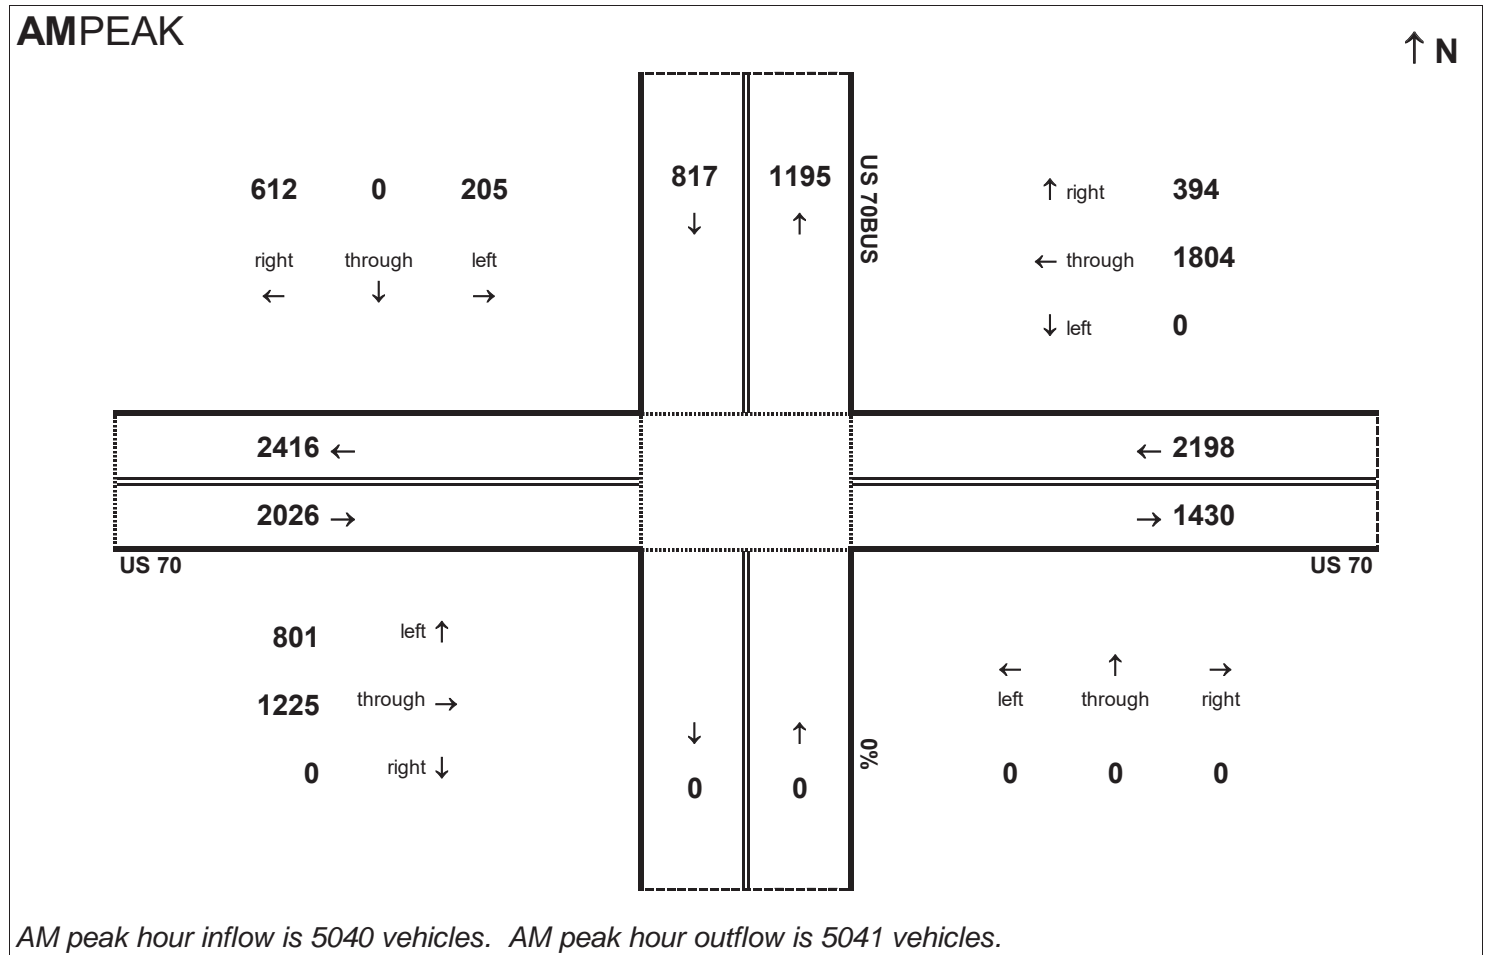 AMPEAK
↑ N
612 0 205
right through left
← ↓ →
817 1195
↓ ↑
US 70BUS
↑ right 394
← through 1804
↓ left 0
2416 ←
2026 →
US 70
← 2198
→ 1430
US 70
801 left ↑
1225 through →
0 right ↓
↓ ↑
0 0
0%
← ↑ →
left through right
0 0 0
AM peak hour inflow is 5040 vehicles. AM peak hour outflow is 5041 vehicles.